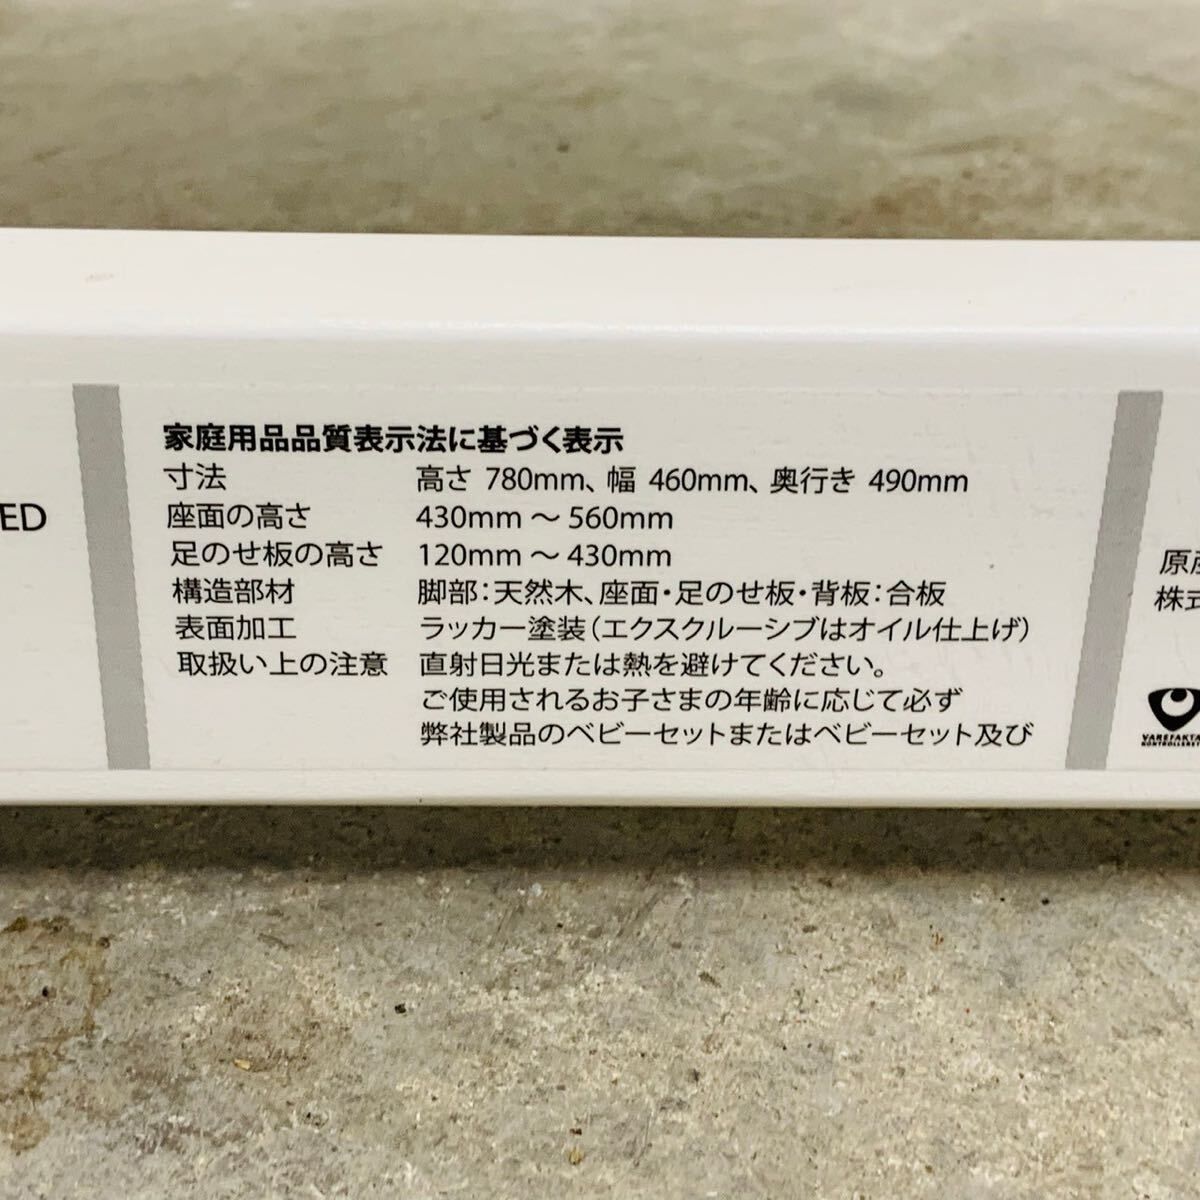 ED
家庭用品品質表示法に基づく表示
寸法 高さ 780mm、幅 460mm、奥行き 490mm
座面の高さ 430mm ～ 560mm
足のせ板の高さ 120mm ～ 430mm
構造部材 脚部：天然木、座面・足のせ板・背板：合板
表面加工 ラッカー塗装（エクスクルーシブはオイル仕上げ）
取扱い上の注意 直射日光または熱を避けてください。
ご使用されるお子さまの年齢に応じて必ず
弊社製品のベビーセットまたはベビーセット及び
原産
株式
VAREFAKTA